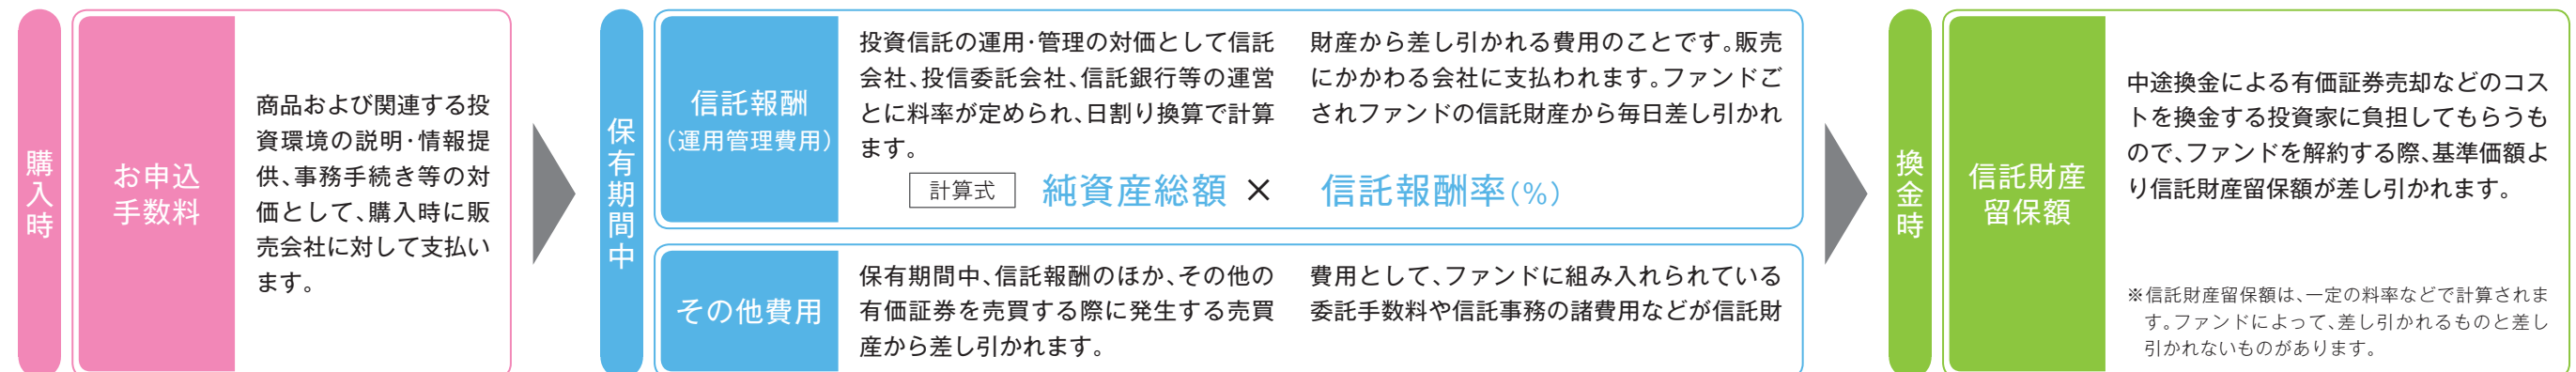 購入時
お申込
手数料
商品および関連する投
資環境の説明・情報提
供、事務手続き等の対
価として、購入時に販
売会社に対して支払い
ます。
保有期間中
信託報酬
（運用管理費用）
投資信託の運用・管理の対価として信託 財産から差し引かれる費用のことです。販売
会社、投信委託会社、信託銀行等の運営 にかかわる会社に支払われます。ファンドご
とに料率が定められ、日割り換算で計算 されファンドの信託財産から毎日差し引かれ
ます。
計算式 純資産総額 × 信託報酬率(%)
その他費用
保有期間中、信託報酬のほか、その他の 費用として、ファンドに組み入れられている
有価証券を売買する際に発生する売買 委託手数料や信託事務の諸費用などが信託財
産から差し引かれます。
換金時
信託財産
留保額
中途換金による有価証券売却などのコス
トを換金する投資家に負担してもらうも
ので、ファンドを解約する際、基準価額よ
り信託財産留保額が差し引かれます。
※信託財産留保額は、一定の料率などで計算されま
す。ファンドによって、差し引かれるものと差し
引かれないものがあります。